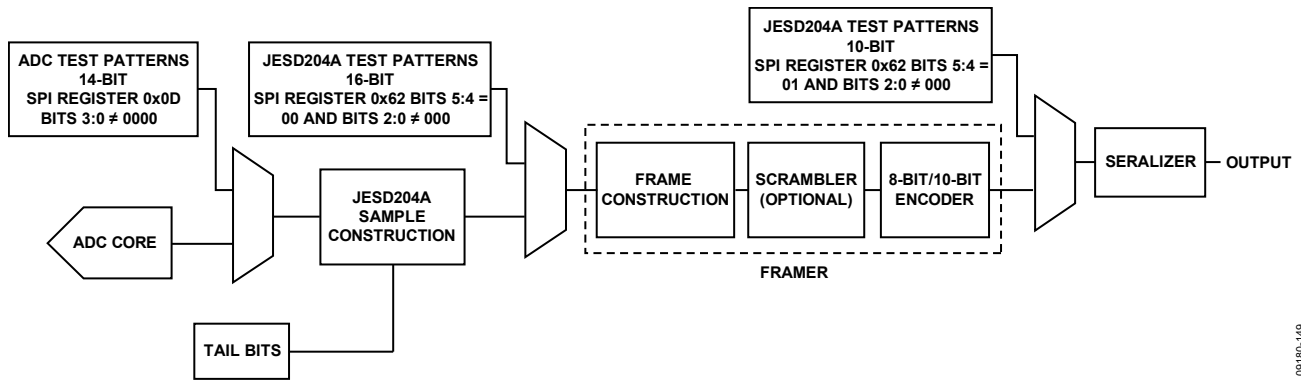 ADC TEST PATTERNS
14-BIT
SPI REGISTER 0x0D
BITS 3:0 ≠ 0000
JESD204A TEST PATTERNS
16-BIT
SPI REGISTER 0x62 BITS 5:4 =
00 AND BITS 2:0 ≠ 000
JESD204A TEST PATTERNS
10-BIT
SPI REGISTER 0x62 BITS 5:4 =
01 AND BITS 2:0 ≠ 000
ADC CORE
JESD204A
SAMPLE
CONSTRUCTION
TAIL BITS
FRAME
CONSTRUCTION
SCRAMBLER
(OPTIONAL)
8-BIT/10-BIT
ENCODER
FRAMER
SERALIZER
OUTPUT
09180-149